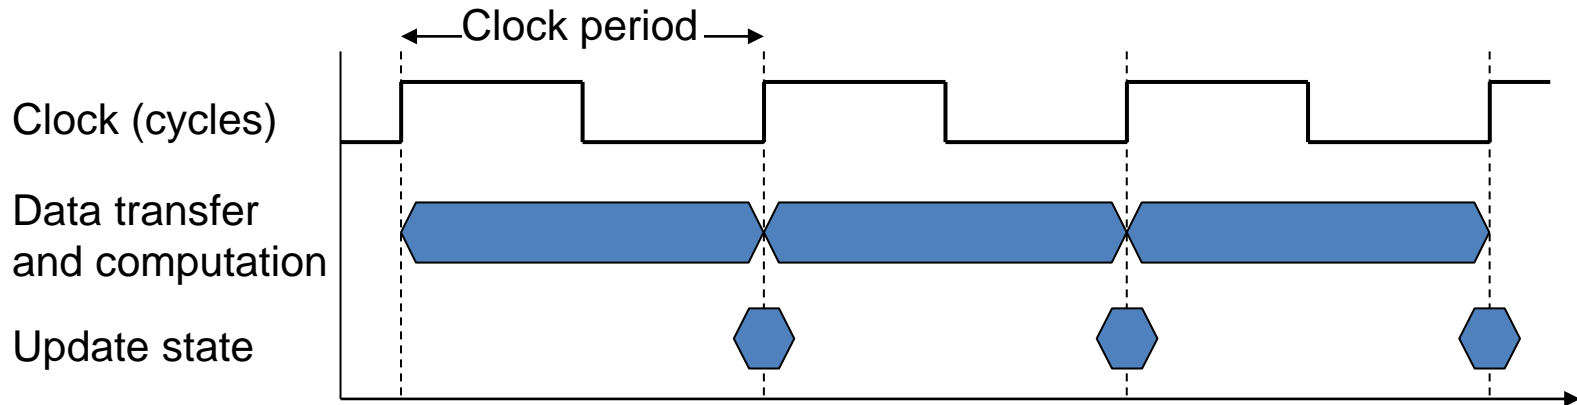 Clock period
Clock (cycles)
Data transfer
and computation
Update state